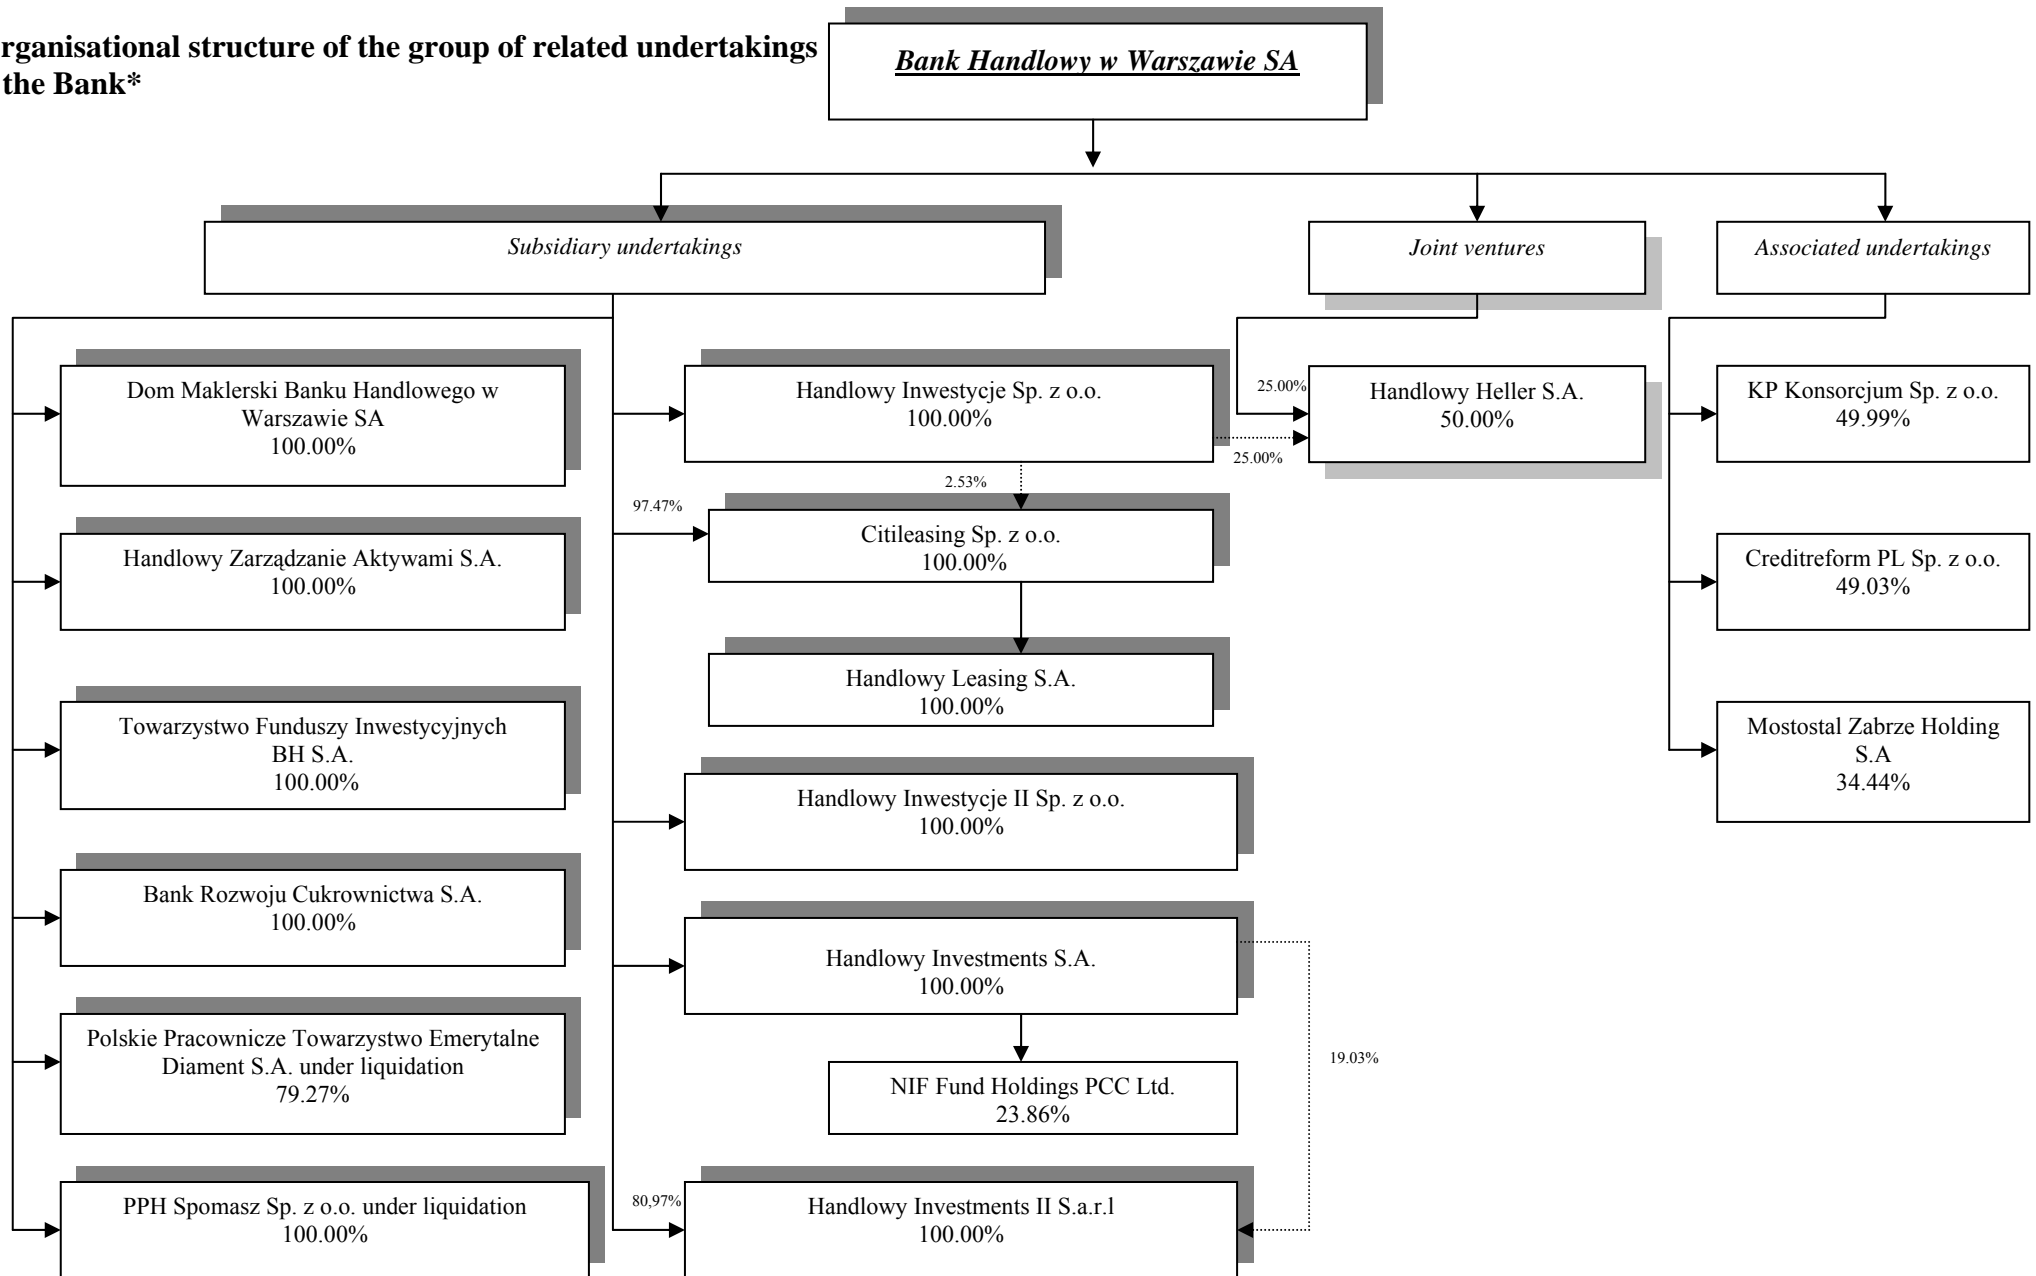 rganisational structure of the group of related undertakings
the Bank*
Bank Handlowy w Warszawie SA
Subsidiary undertakings
Joint ventures
Associated undertakings
Dom Maklerski Banku Handlowego w
Warszawie SA
100.00%
Handlowy Zarządzanie Aktywami S.A.
100.00%
Towarzystwo Funduszy Inwestycyjnych
BH S.A.
100.00%
Bank Rozwoju Cukrownictwa S.A.
100.00%
Polskie Pracownicze Towarzystwo Emerytalne
Diament S.A. under liquidation
79.27%
PPH Spomasz Sp. z o.o. under liquidation
100.00%
Handlowy Inwestycje Sp. z o.o.
100.00%
2.53%
97.47%
Citileasing Sp. z o.o.
100.00%
Handlowy Leasing S.A.
100.00%
Handlowy Inwestycje II Sp. z o.o.
100.00%
Handlowy Investments S.A.
100.00%
NIF Fund Holdings PCC Ltd.
23.86%
19.03%
80,97%
Handlowy Investments II S.a.r.l
100.00%
25.00%
Handlowy Heller S.A.
50.00%
25.00%
KP Konsorcjum Sp. z o.o.
49.99%
Creditreform PL Sp. z o.o.
49.03%
Mostostal Zabrze Holding
S.A
34.44%